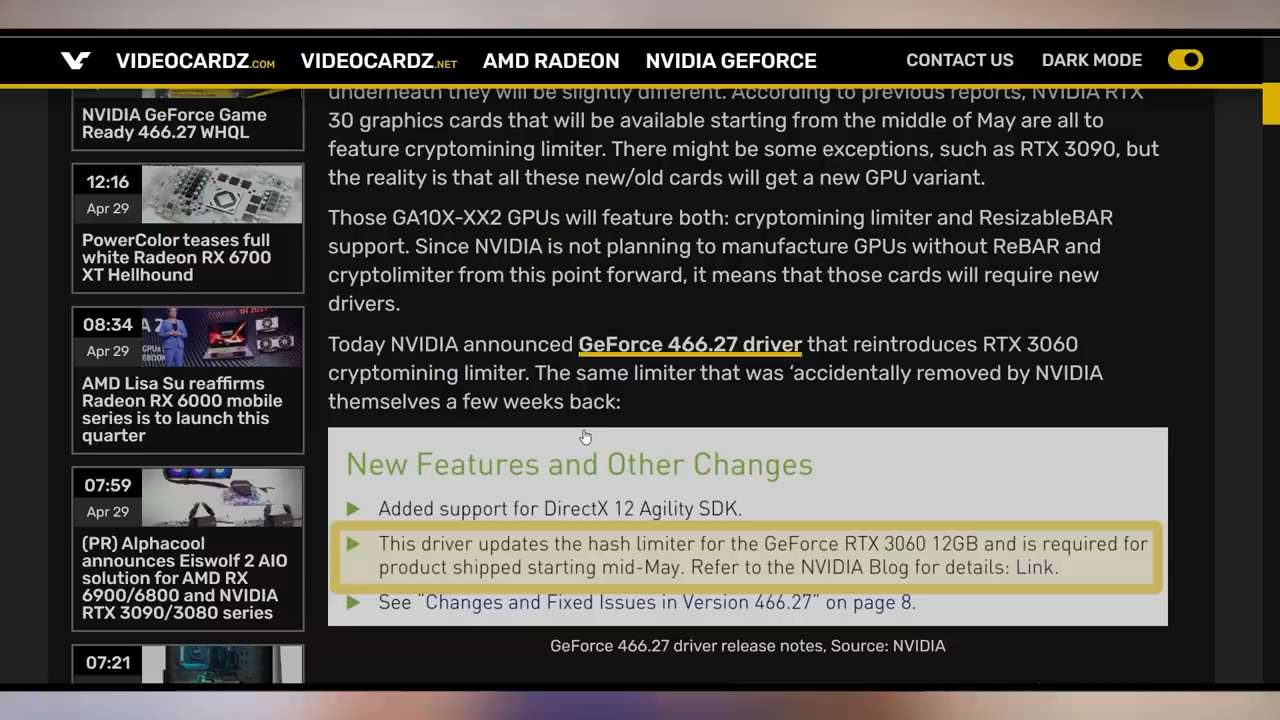 VIDEOCARDZ.COM VIDEOCARDZ.NET AMD RADEON NVIDIA GEFORCE CONTACT US DARK MODE
NVIDIA GeForce Game
Ready 466.27 WHQL
12:16
Apr 29
PowerColor teases full
white Radeon RX 6700
XT Hellhound
08:34
Apr 29
AMD Lisa Su reaffirms
Radeon RX 6000 mobile
series is to launch this
quarter
07:59
Apr 29
(PR) Alphacool
announces Eiswolf 2 AIO
solution for AMD RX
6900/6800 and NVIDIA
RTX 3090/3080 series
07:21
underneath they will be slightly different. According to previous reports, NVIDIA RTX
30 graphics cards that will be available starting from the middle of May are all to
feature cryptomining limiter. There might be some exceptions, such as RTX 3090, but
the reality is that all these new/old cards will get a new GPU variant.
Those GA10X-XX2 GPUs will feature both: cryptomining limiter and ResizableBAR
support. Since NVIDIA is not planning to manufacture GPUs without ReBAR and
cryptolimiter from this point forward, it means that those cards will require new
drivers.
Today NVIDIA announced GeForce 466.27 driver that reintroduces RTX 3060
cryptomining limiter. The same limiter that was ‘accidentally removed by NVIDIA
themselves a few weeks back:
New Features and Other Changes
Added support for DirectX 12 Agility SDK.
This driver updates the hash limiter for the GeForce RTX 3060 12GB and is required for
product shipped starting mid-May. Refer to the NVIDIA Blog for details: Link.
See “Changes and Fixed Issues in Version 466.27” on page 8.
GeForce 466.27 driver release notes, Source: NVIDIA